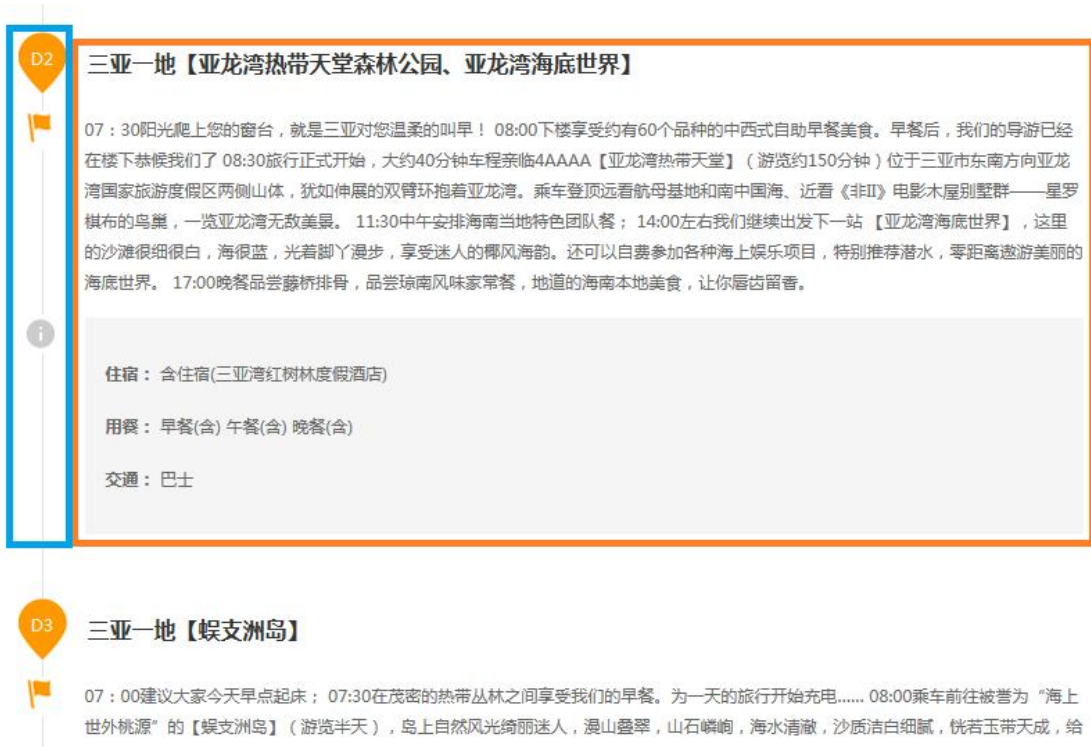 D2
三亚一地【亚龙湾热带天堂森林公园、亚龙湾海底世界】
07：30阳光爬上您的窗台，就是三亚对您温柔的叫早！ 08:00下楼享受约有60个品种的中西式自助早餐美食。早餐后，我们的导游已经
在楼下恭候我们了 08:30旅行正式开始，大约40分钟车程亲临4AAAA【亚龙湾热带天堂】（游览约150分钟）位于三亚市东南方向亚龙
湾国家旅游度假区两侧山体，犹如伸展的双臂环抱着亚龙湾。乘车登顶远看航母基地和南中国海、近看《非II》电影木屋别墅群——星罗
棋布的鸟巢，一览亚龙湾无敌美景。 11:30中午安排海南当地特色团队餐； 14:00左右我们继续出发下一站 【亚龙湾海底世界】，这里
的沙滩很细很白，海很蓝，光着脚丫漫步，享受迷人的椰风海韵。还可以自费参加各种海上娱乐项目，特别推荐潜水，零距离遨游美丽的
海底世界。 17:00晚餐品尝藤桥排骨，品尝琼南风味家常餐，地道的海南本地美食，让你唇齿留香。
住宿： 含住宿(三亚湾红树林度假酒店)
用餐： 早餐(含) 午餐(含) 晚餐(含)
交通： 巴士
D3
三亚一地【蜈支洲岛】
07：00建议大家今天早点起床； 07:30在茂密的热带丛林之间享受我们的早餐。为一天的旅行开始充电...... 08:00乘车前往被誉为“海上
世外桃源”的【蜈支洲岛】（游览半天），岛上自然风光绮丽迷人，漫山叠翠，山石嶙峋，海水清澈，沙质洁白细腻，恍若玉带天成，给